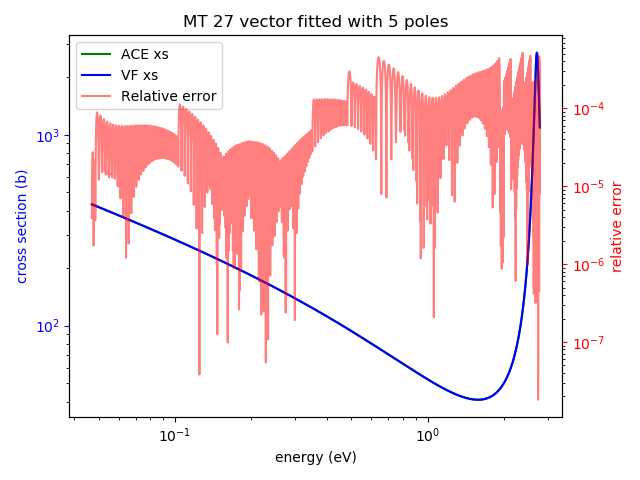 MT 27 vector fitted with 5 poles
ACE xs
VF xs
Relative error
cross section (b)
10³
10²
10⁻⁴
10⁻⁵
10⁻⁶
10⁻⁷
relative error
10⁻¹
10⁰
energy (eV)